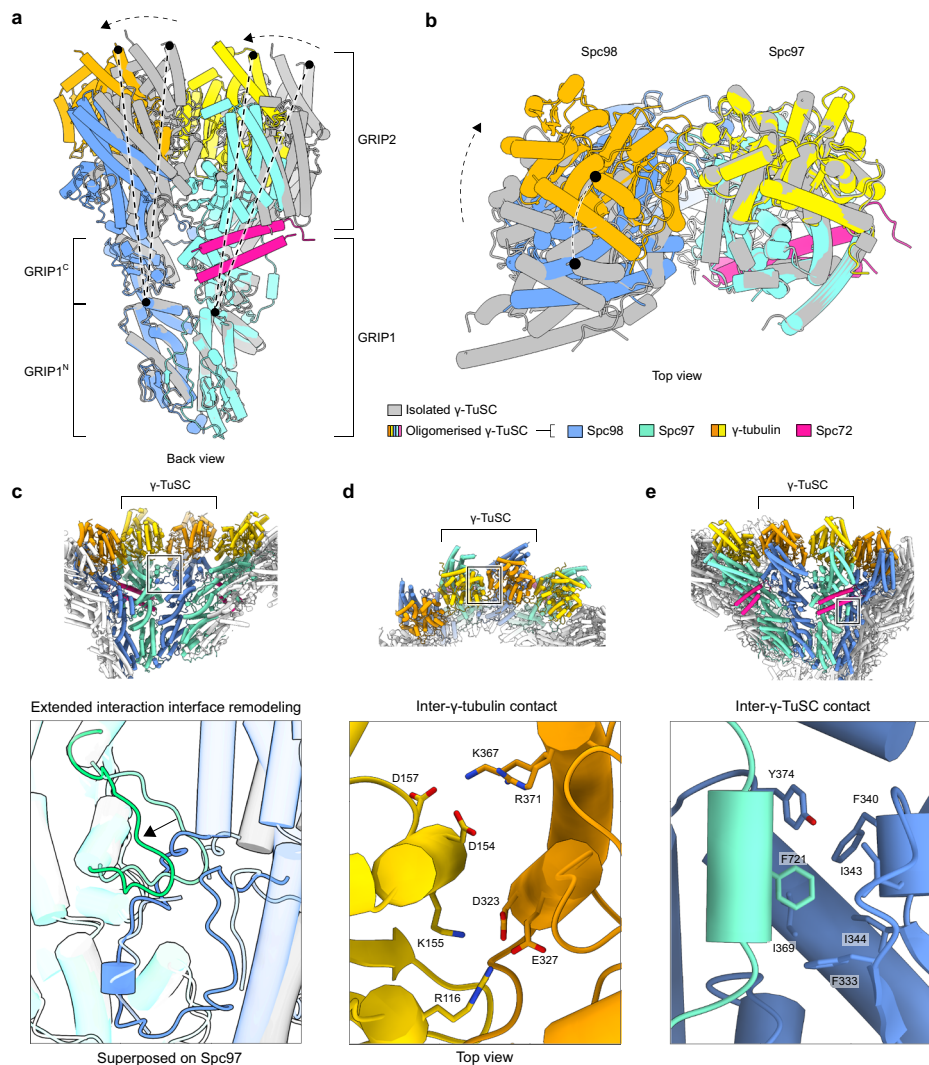 a
GRIP2
GRIP1ᶜ
GRIP1
GRIP1ᴺ
Back view
b
Spc98
Spc97
Top view
Isolated γ-TuSC
Oligomerised γ-TuSC
Spc98
Spc97
γ-tubulin
Spc72
c
γ-TuSC
Extended interaction interface remodeling
Superposed on Spc97
d
γ-TuSC
Inter-γ-tubulin contact
K367
D157
R371
D154
D323
K155
E327
R116
Top view
e
γ-TuSC
Inter-γ-TuSC contact
Y374
F340
F721
I343
I344
I369
F333